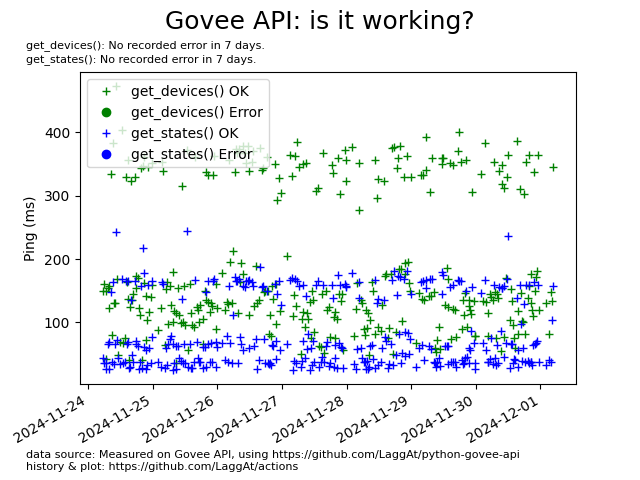 Govee API: is it working?
get_devices(): No recorded error in 7 days.
get_states(): No recorded error in 7 days.
get_devices() OK
get_devices() Error
get_states() OK
get_states() Error
Ping (ms)
400
300
200
100
2024-11-24
2024-11-25
2024-11-26
2024-11-27
2024-11-28
2024-11-29
2024-11-30
2024-12-01
data source: Measured on Govee API, using https://github.com/LaggAt/python-govee-api
history & plot: https://github.com/LaggAt/actions